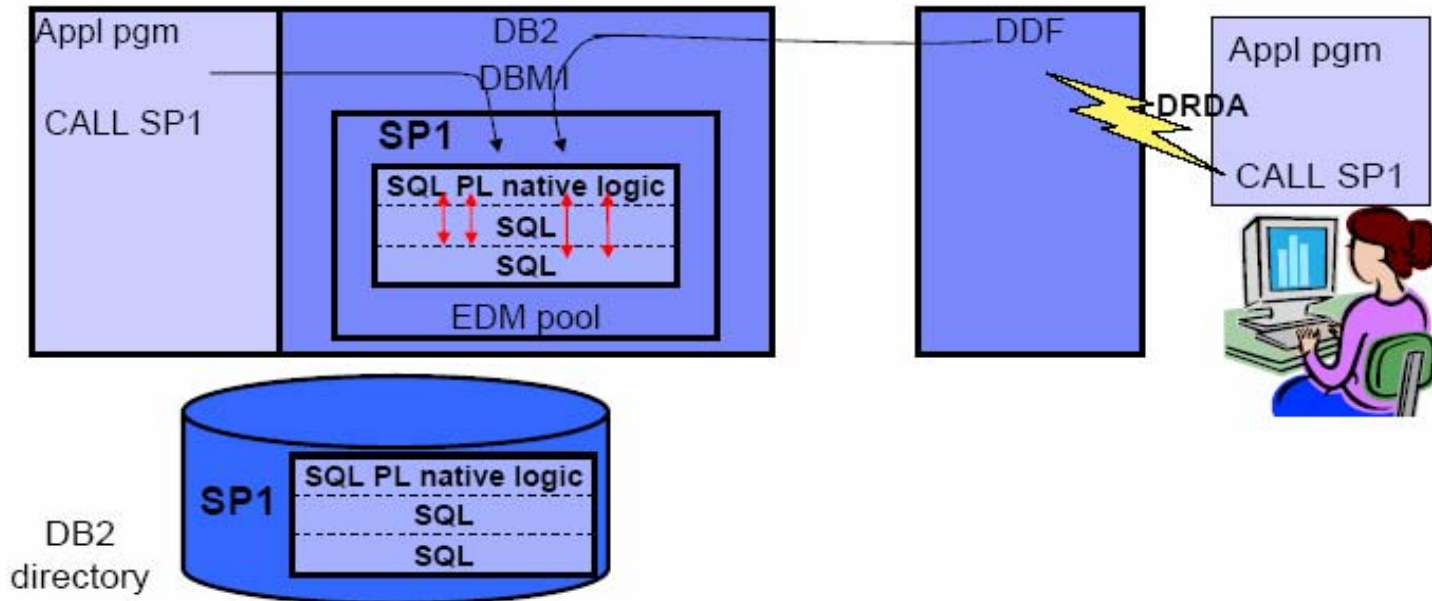 Appl pgm
CALL SP1
DB2
DBM1
SP1
SQL PL native logic
SQL
SQL
EDM pool
DDF
DRDA
Appl pgm
CALL SP1
DB2
directory
SP1
SQL PL native logic
SQL
SQL